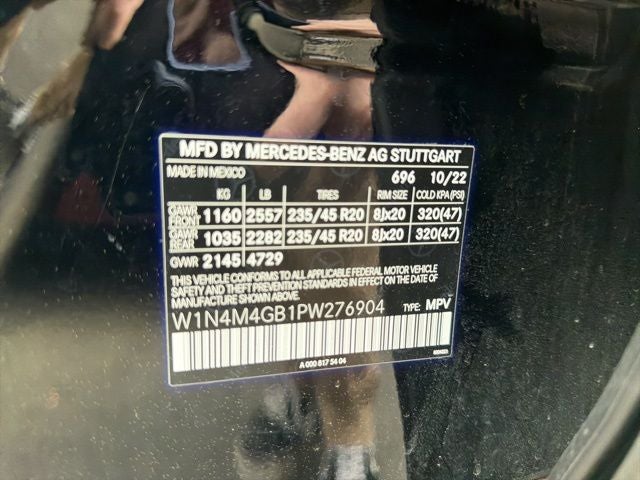 MFD BY MERCEDES-BENZ AG STUTTGART
MADE IN MEXICO 696 10/22
KG LB TIRES RIM SIZE COLD KPA (PSI)
GAWR FRONT 1160 2557 235/45 R20 8Jx20 320(47)
GAWR REAR 1035 2282 235/45 R20 8Jx20 320(47)
GVWR 2145 4729
THIS VEHICLE CONFORMS TO ALL APPLICABLE FEDERAL MOTOR VEHICLE
SAFETY AND THEFT PREVENTION STANDARDS IN EFFECT ON THE DATE OF
MANUFACTURE SHOWN ABOVE.
W1N4M4GB1PW276904 TYPE: MPV
A 000 817 54 04